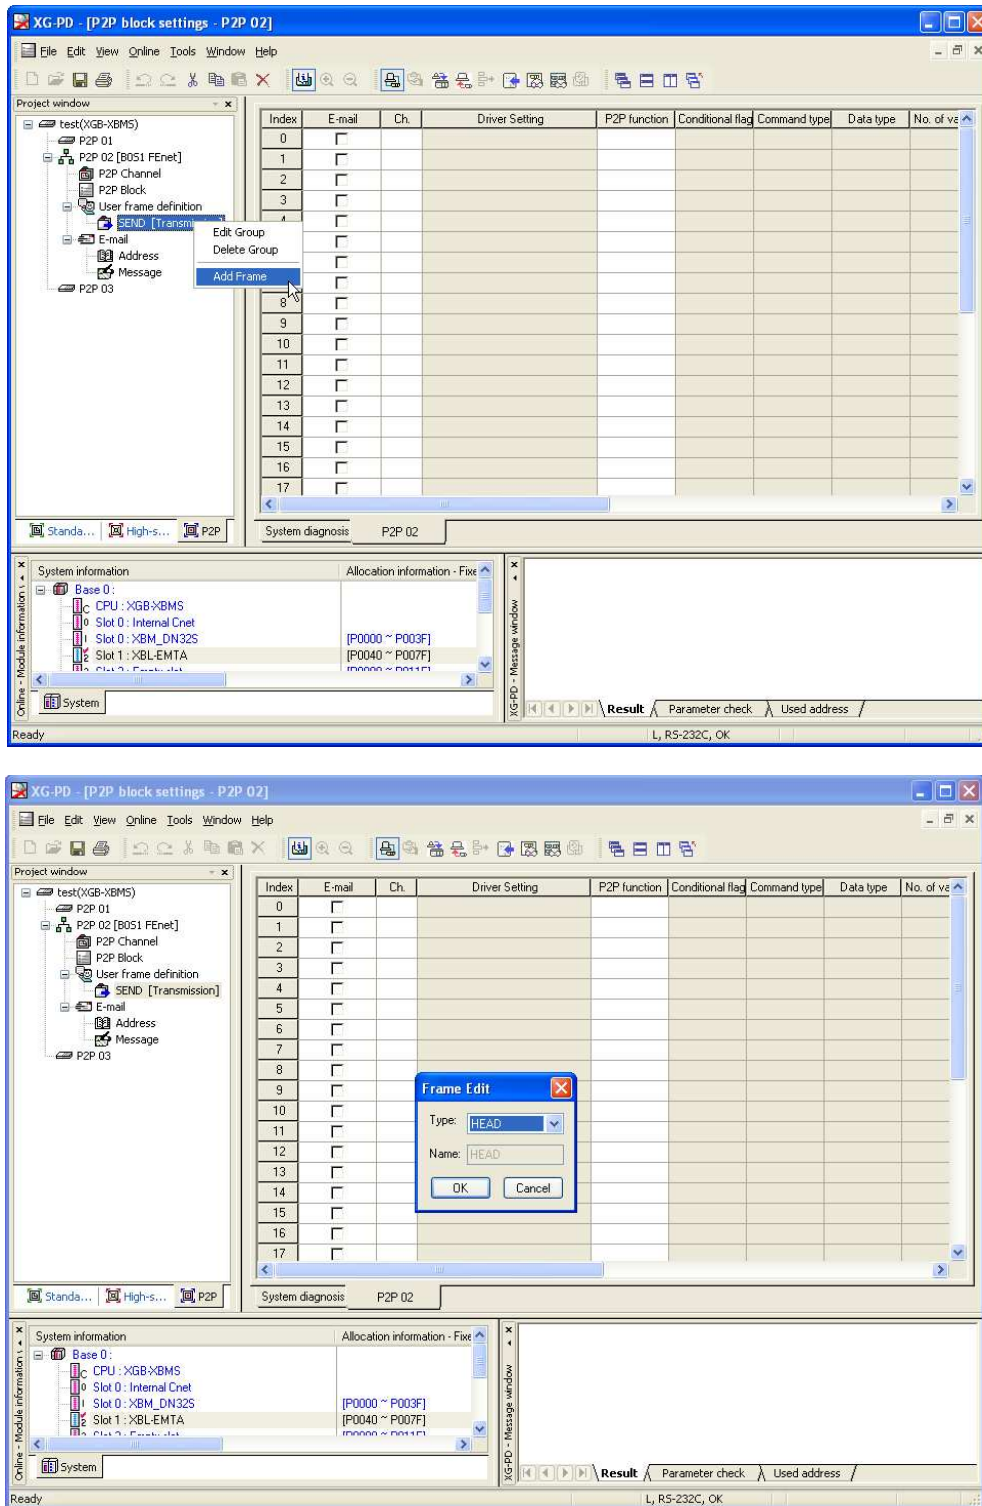 XG-PD - [P2P block settings - P2P 02]
File Edit View Online Tools Window Help
Project window
Index E-mail Ch. Driver Setting P2P function Conditional flag Command type Data type No. of va
test(XGB-XBMS)
P2P 01
P2P 02 [B0S1 FEnet]
P2P Channel
P2P Block
User frame definition
SEND [Transmi
E-mail
Address
Message
P2P 03
Edit Group
Delete Group
Add Frame
0
1
2
3
4
8
9
10
11
12
13
14
15
16
17
Standa... High-s... P2P
System diagnosis P2P 02
Online - Module information
System information Allocation information - Fixe
Base 0 :
CPU : XGB-XBMS
Slot 0 : Internal Cnet
Slot 0 : XBM_DN32S [P0000 ~ P003F]
Slot 1 : XBL-EMTA [P0040 ~ P007F]
System
XG-PD - Message window
Result Parameter check Used address
Ready L, RS-232C, OK
XG-PD - [P2P block settings - P2P 02]
File Edit View Online Tools Window Help
Project window
Index E-mail Ch. Driver Setting P2P function Conditional flag Command type Data type No. of va
test(XGB-XBMS)
P2P 01
P2P 02 [B0S1 FEnet]
P2P Channel
P2P Block
User frame definition
SEND [Transmission]
E-mail
Address
Message
P2P 03
0
1
2
3
4
5
6
7
8
9
10
11
12
13
14
15
16
17
Frame Edit
Type: HEAD
Name: HEAD
OK Cancel
Standa... High-s... P2P
System diagnosis P2P 02
Online - Module information
System information Allocation information - Fixe
Base 0 :
CPU : XGB-XBMS
Slot 0 : Internal Cnet
Slot 0 : XBM_DN32S [P0000 ~ P003F]
Slot 1 : XBL-EMTA [P0040 ~ P007F]
System
XG-PD - Message window
Result Parameter check Used address
Ready L, RS-232C, OK